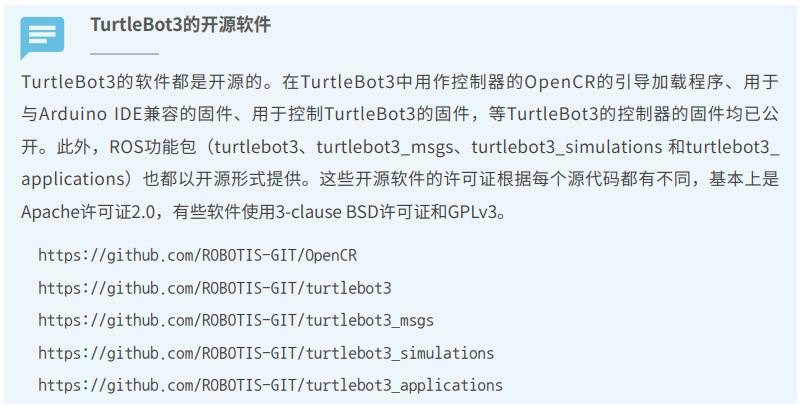 TurtleBot3的开源软件
TurtleBot3的软件都是开源的。在TurtleBot3中用作控制器的OpenCR的引导加载程序、用于
与Arduino IDE兼容的固件、用于控制TurtleBot3的固件，等TurtleBot3的控制器的固件均已公
开。此外，ROS功能包（turtlebot3、turtlebot3_msgs、turtlebot3_simulations 和turtlebot3_
applications）也都以开源形式提供。这些开源软件的许可证根据每个源代码都有不同，基本上是
Apache许可证2.0，有些软件使用3-clause BSD许可证和GPLv3。
https://github.com/ROBOTIS-GIT/OpenCR
https://github.com/ROBOTIS-GIT/turtlebot3
https://github.com/ROBOTIS-GIT/turtlebot3_msgs
https://github.com/ROBOTIS-GIT/turtlebot3_simulations
https://github.com/ROBOTIS-GIT/turtlebot3_applications